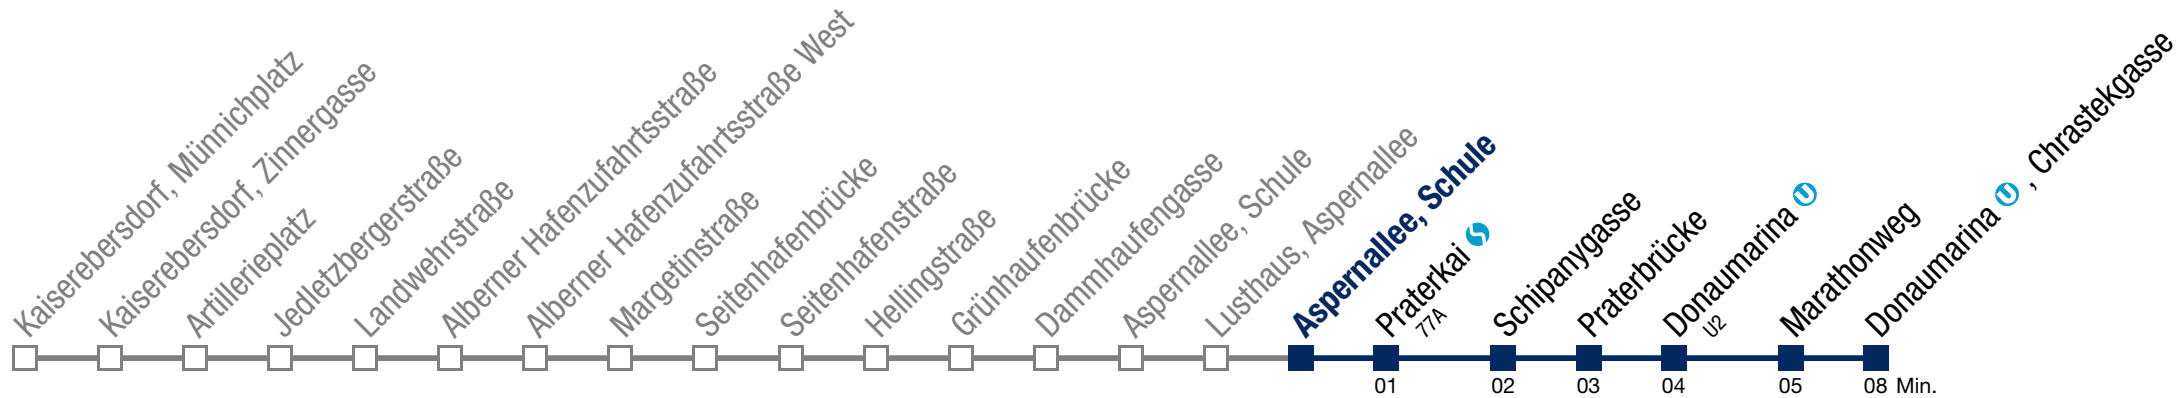 Kaiserebersdorf, Münnichplatz
Kaiserebersdorf, Zinnergasse
Artillerieplatz
Jedletzbergerstraße
Landwehrstraße
Alberner Hafenzufahrtsstraße
Alberner Hafenzufahrtsstraße West
Margetinstraße
Seitenhafenbrücke
Seitenhafenstraße
Hellingstraße
Grünhaufenbrücke
Dammhaufengasse
Aspernallee, Schule
Lusthaus, Aspernallee
Aspernallee, Schule
Praterkai S
77A
Schipanygasse
Praterbrücke
Donaumarina U
U2
Marathonweg
Donaumarina U , Chrastekgasse
01 02 03 04 05 08 Min.